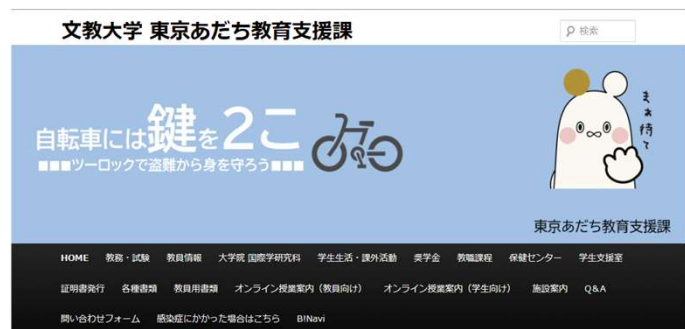 文教大学 東京あだち教育支援課
検索
自転車には鍵を2こ
■■■ツーロックで盗難から身を守ろう■■■
まぁ待て
東京あだち教育支援課
HOME 教務・試験 教員情報 大学院 国際学研究科 学生生活・課外活動 奨学金 教職課程 保健センター 学生支援室
証明書発行 各種書類 教員用書類 オンライン授業案内（教員向け） オンライン授業案内（学生向け） 施設案内 Q&A
問い合わせフォーム 感染症にかかった場合はこちら B!Navi